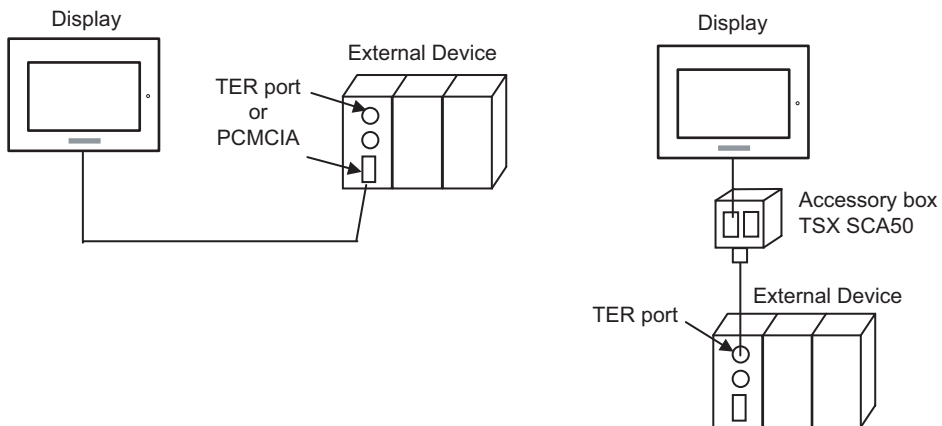 Display
External Device
TER port
or
PCMCIA
Display
Accessory box
TSX SCA50
External Device
TER port